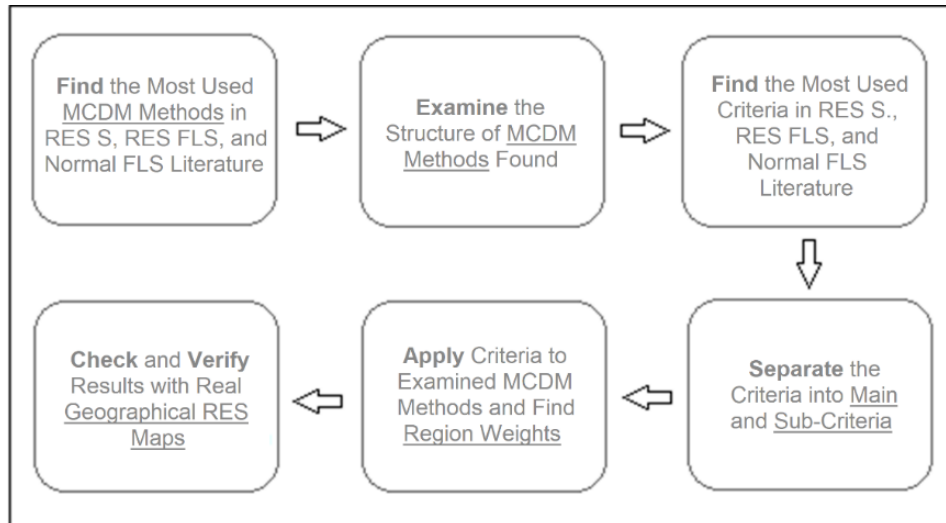 Find the Most Used
MCDM Methods in
RES S, RES FLS, and
Normal FLS Literature
Examine the
Structure of MCDM
Methods Found
Find the Most Used
Criteria in RES S.,
RES FLS, and
Normal FLS
Literature
Separate the
Criteria into Main
and Sub-Criteria
Apply Criteria to
Examined MCDM
Methods and Find
Region Weights
Check and Verify
Results with Real
Geographical RES
Maps